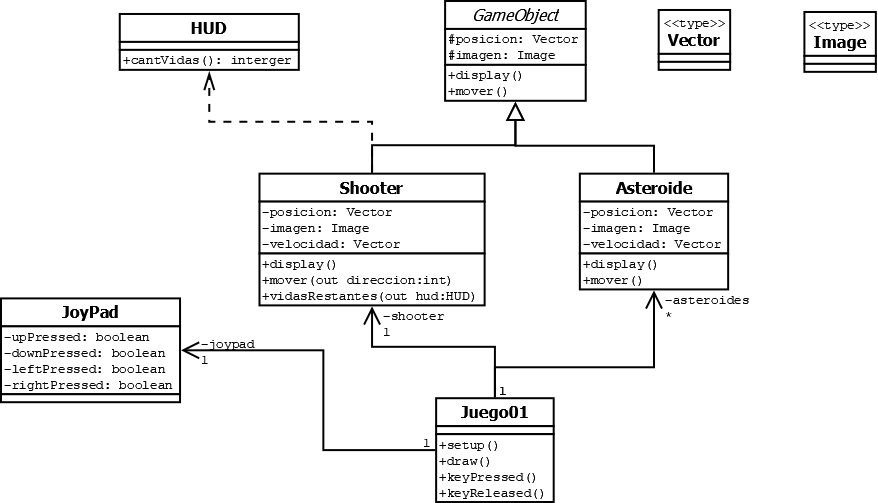 HUD
+cantVidas(): interger
GameObject
#posicion: Vector
#imagen: Image
+display()
+mover()
<<type>>
Vector
<<type>>
Image
Shooter
-posicion: Vector
-imagen: Image
-velocidad: Vector
+display()
+mover(out direccion:int)
+vidasRestantes(out hud:HUD)
Asteroide
-posicion: Vector
-imagen: Image
-velocidad: Vector
+display()
+mover()
JoyPad
-upPressed: boolean
-downPressed: boolean
-leftPressed: boolean
-rightPressed: boolean
-joypad
1
-shooter
1
-asteroides
*
1
1
Juego01
+setup()
+draw()
+keyPressed()
+keyReleased()